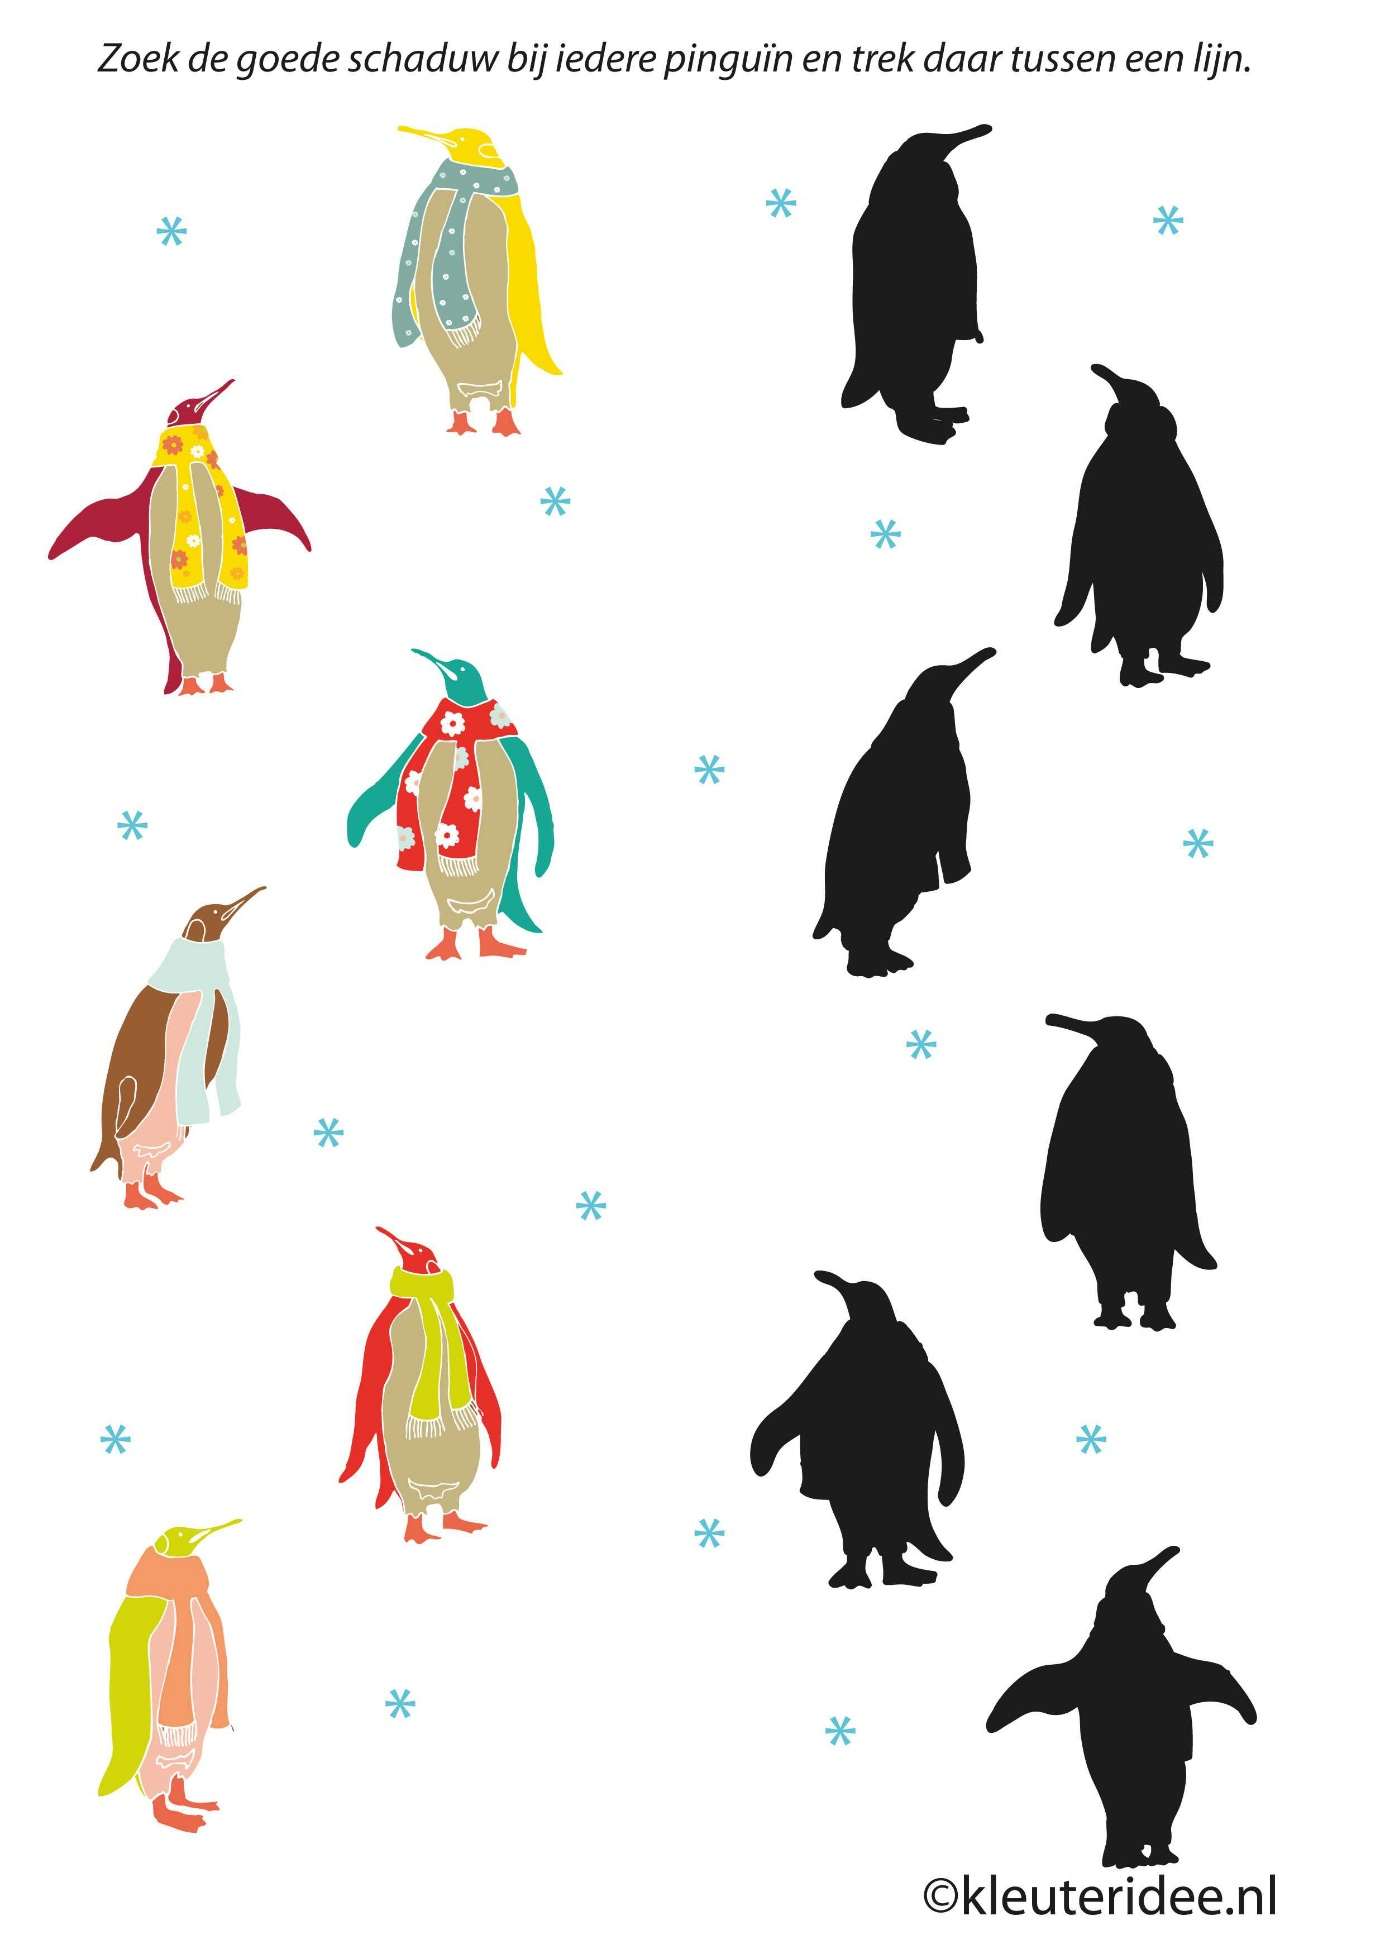 Zoek de goede schaduw bij iedere pinguïn en trek daar tussen een lijn.
©kleuteridee.nl